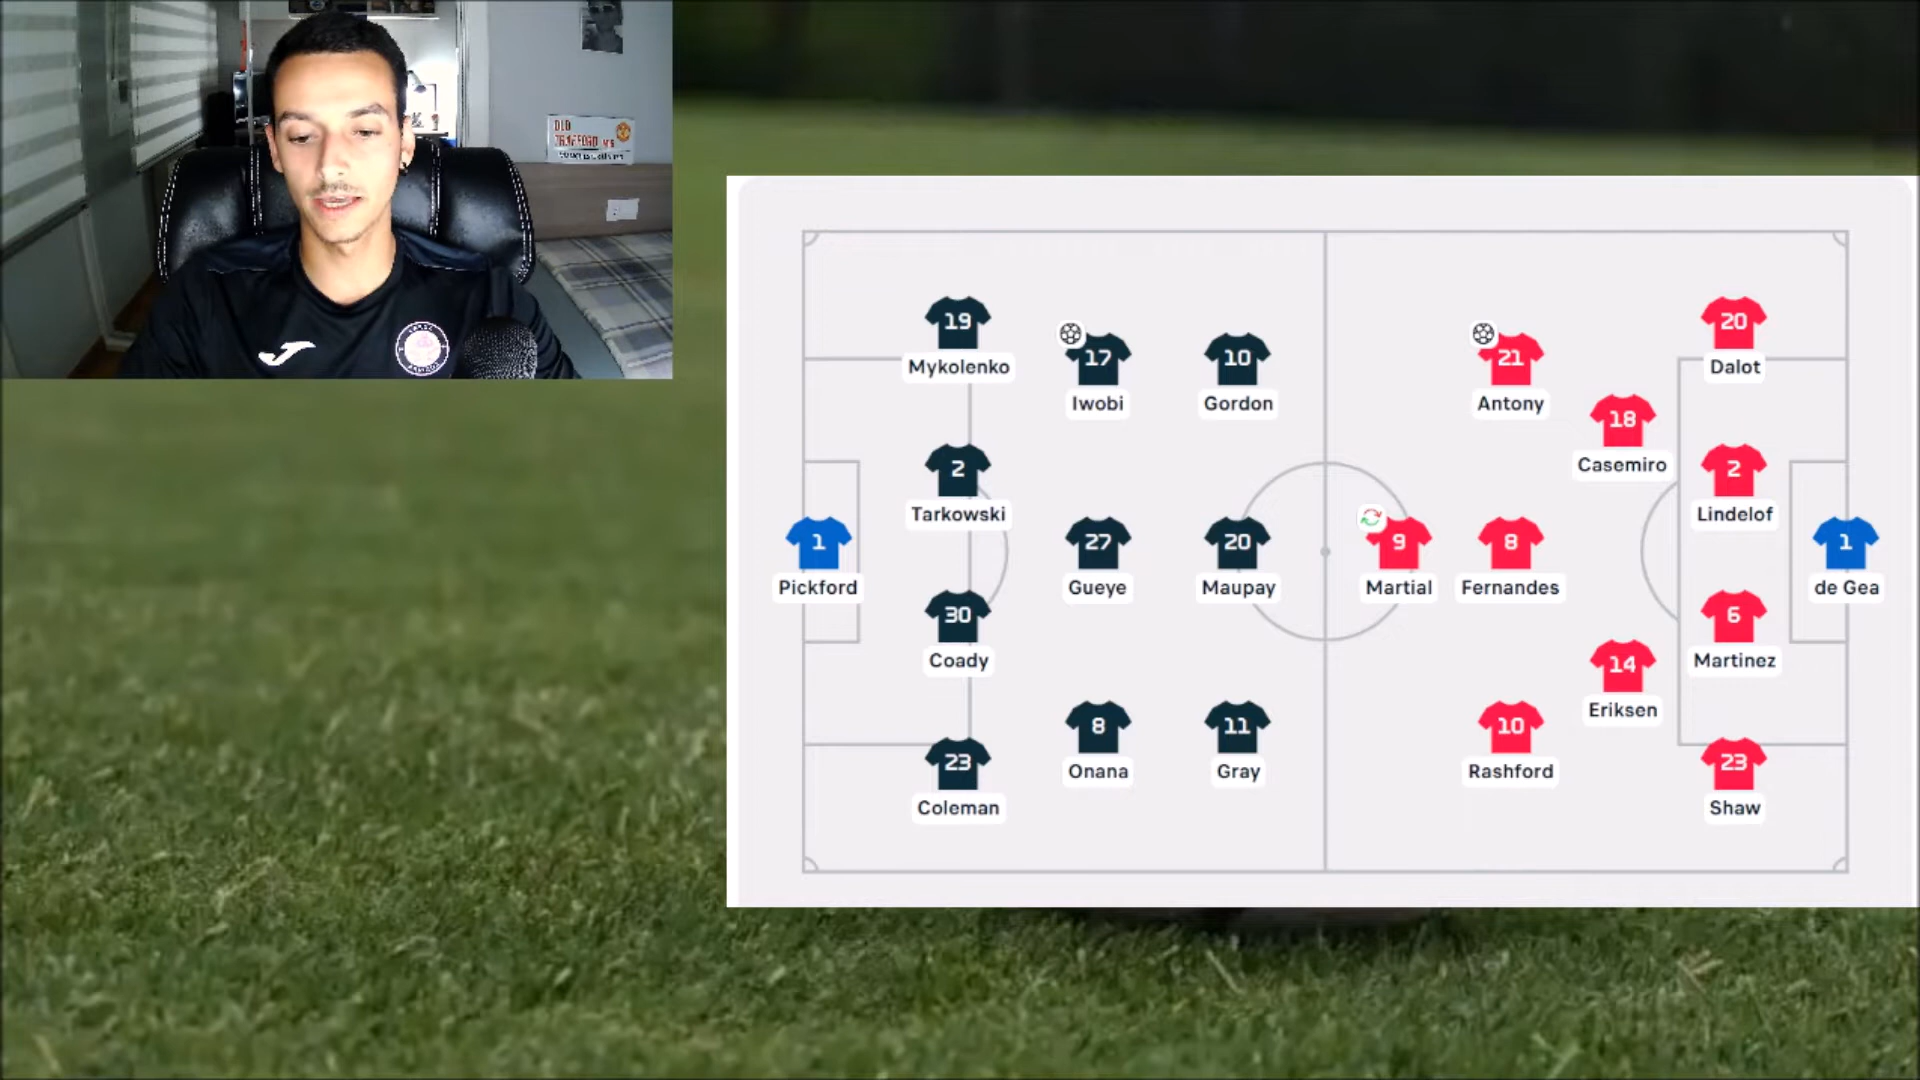 OLD
TRAFFORD
19
Mykolenko
17
Iwobi
10
Gordon
21
Antony
20
Dalot
18
Casemiro
2
Tarkowski
2
Lindelof
1
Pickford
27
Gueye
20
Maupay
9
Martial
8
Fernandes
1
de Gea
30
Coady
6
Martinez
14
Eriksen
8
Onana
11
Gray
10
Rashford
23
Coleman
23
Shaw